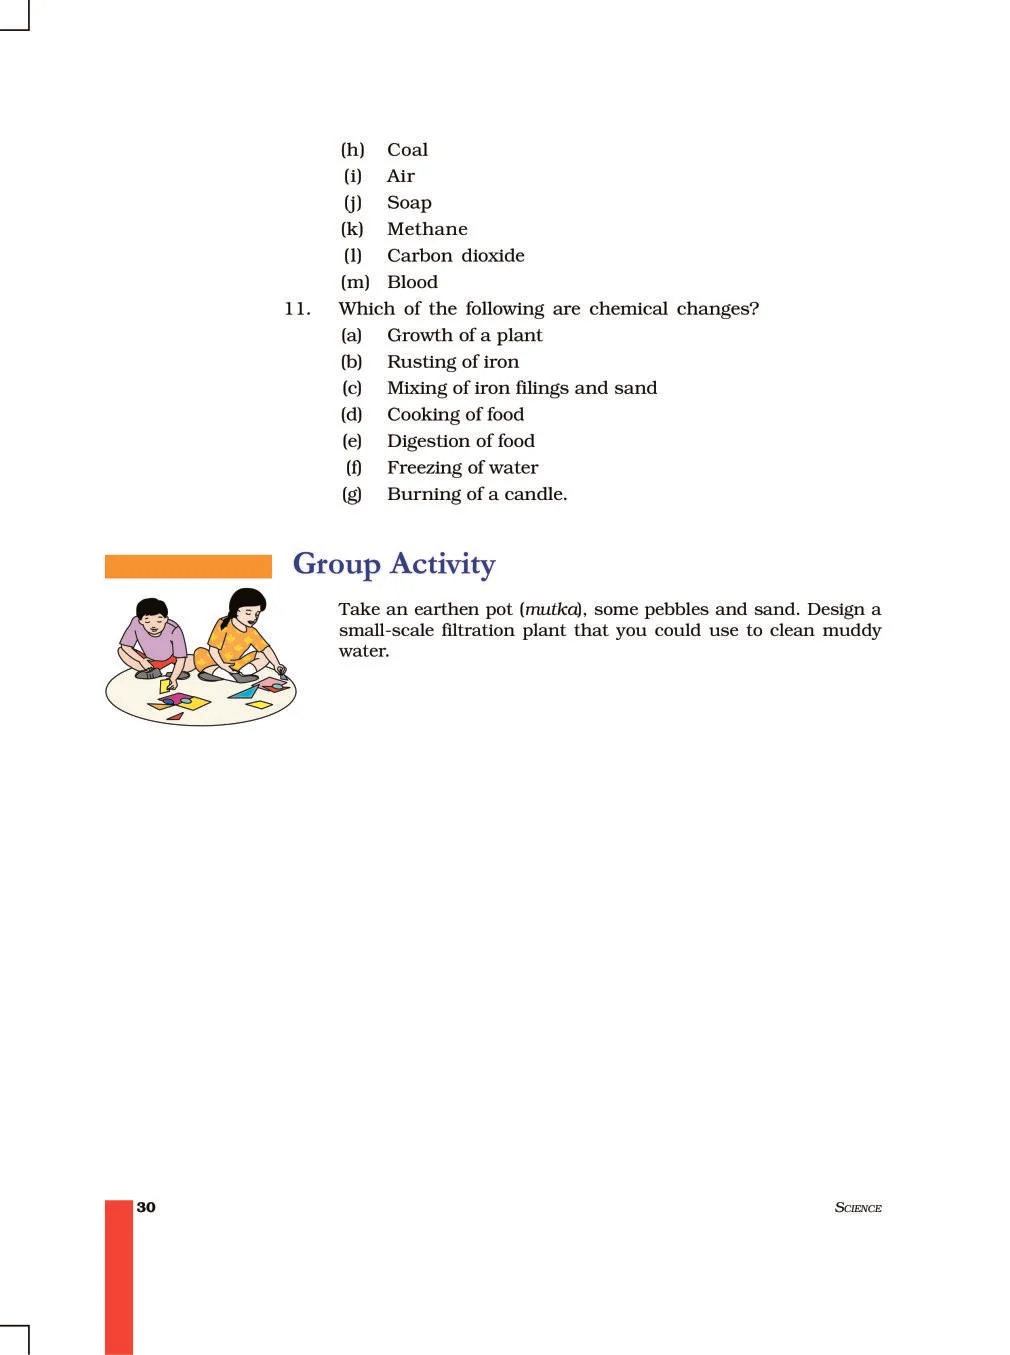 (h) Coal
(i) Air
(j) Soap
(k) Methane
(l) Carbon dioxide
(m) Blood
11. Which of the following are chemical changes?
(a) Growth of a plant
(b) Rusting of iron
(c) Mixing of iron filings and sand
(d) Cooking of food
(e) Digestion of food
(f) Freezing of water
(g) Burning of a candle.
Group Activity
Take an earthen pot (mutka), some pebbles and sand. Design a
small-scale filtration plant that you could use to clean muddy
water.
30 SCIENCE